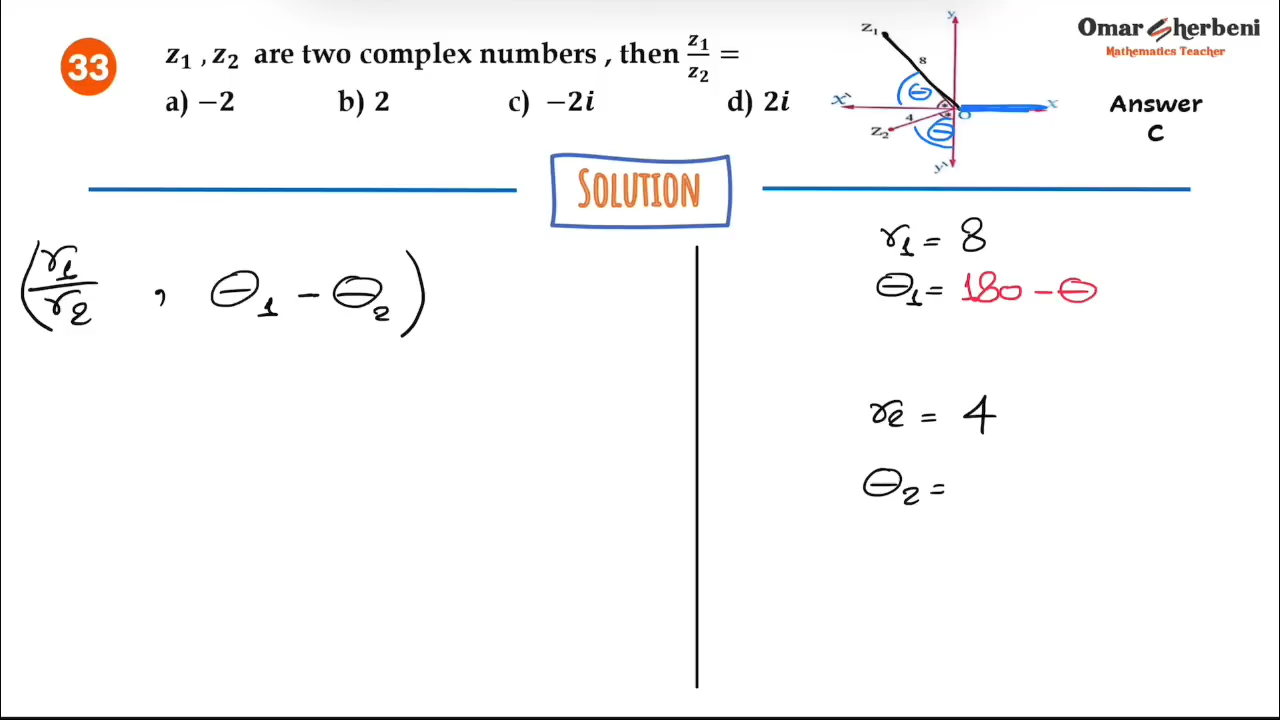 33
z₁ , z₂ are two complex numbers , then z₁/z₂ =
a) −2 b) 2 c) −2i d) 2i
y
z₁
8
θ
x` x
O
4
θ
z₂
y`
Omar Sherbeni
Mathematics Teacher
Answer
C
SOLUTION
(r₁/r₂ , θ₁ − θ₂)
r₁ = 8
θ₁ = 180 − θ
r₂ = 4
θ₂ =